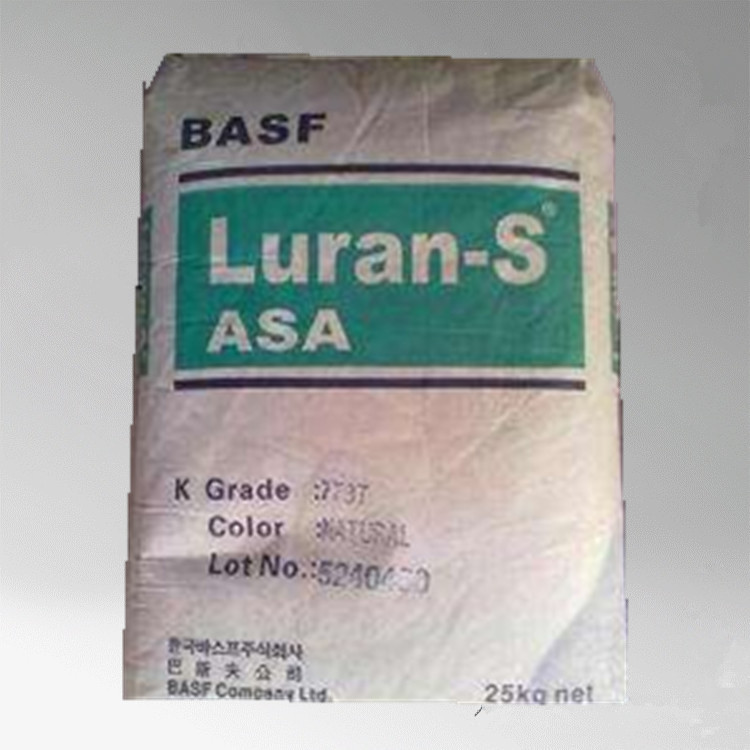 BASF
Luran-S®
ASA
K Grade :
Color :NATURAL
Lot No.:
한국바스프주식회사
巴斯夫公司
BASF Company Ltd.
25kg net